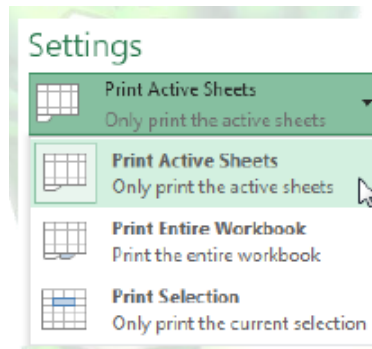 Settings
Print Active Sheets
Only print the active sheets
Print Active Sheets
Only print the active sheets
Print Entire Workbook
Print the entire workbook
Print Selection
Only print the current selection